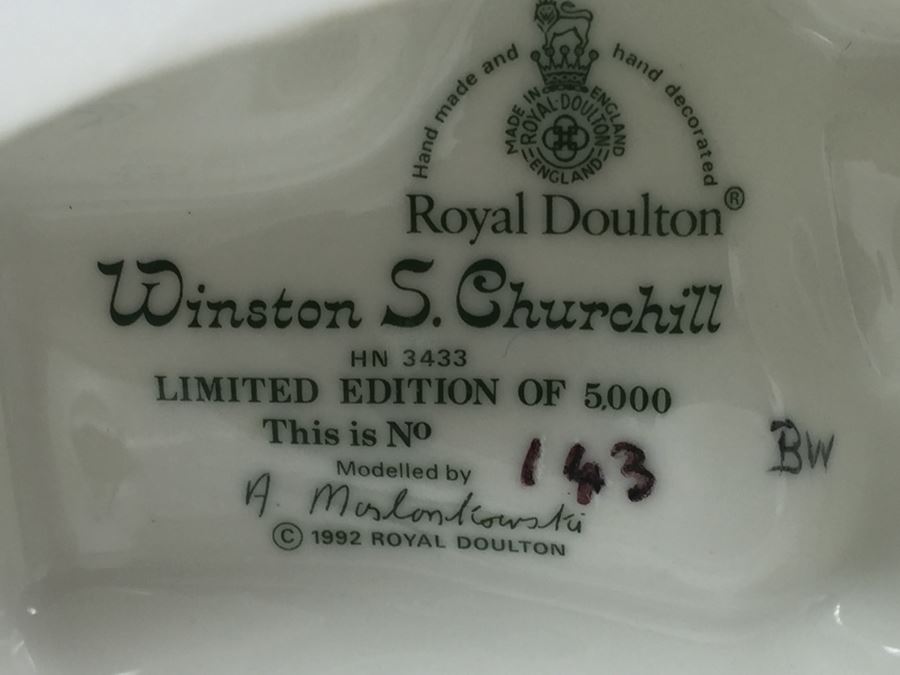 Hand made and hand decorated
MADE IN ENGLAND
ROYAL·DOULTON
ENGLAND
Royal Doulton®
Winston S. Churchill
HN 3433
LIMITED EDITION OF 5,000
This is Nº 143
BW
Modelled by
A. Maslankowski
© 1992 ROYAL DOULTON